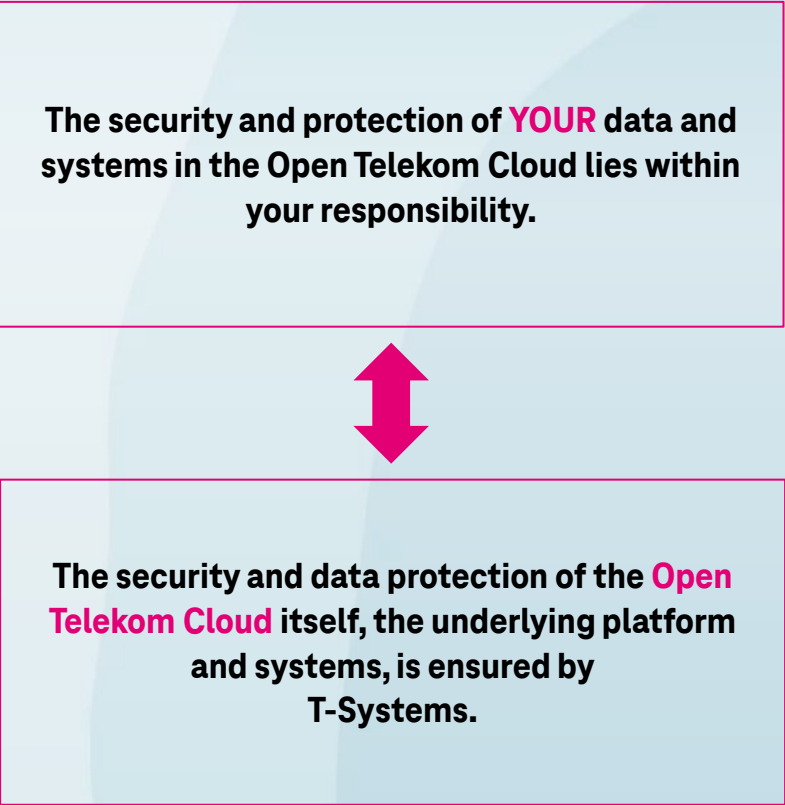 The security and protection of YOUR data and
systems in the Open Telekom Cloud lies within
your responsibility.
The security and data protection of the Open
Telekom Cloud itself, the underlying platform
and systems, is ensured by
T-Systems.